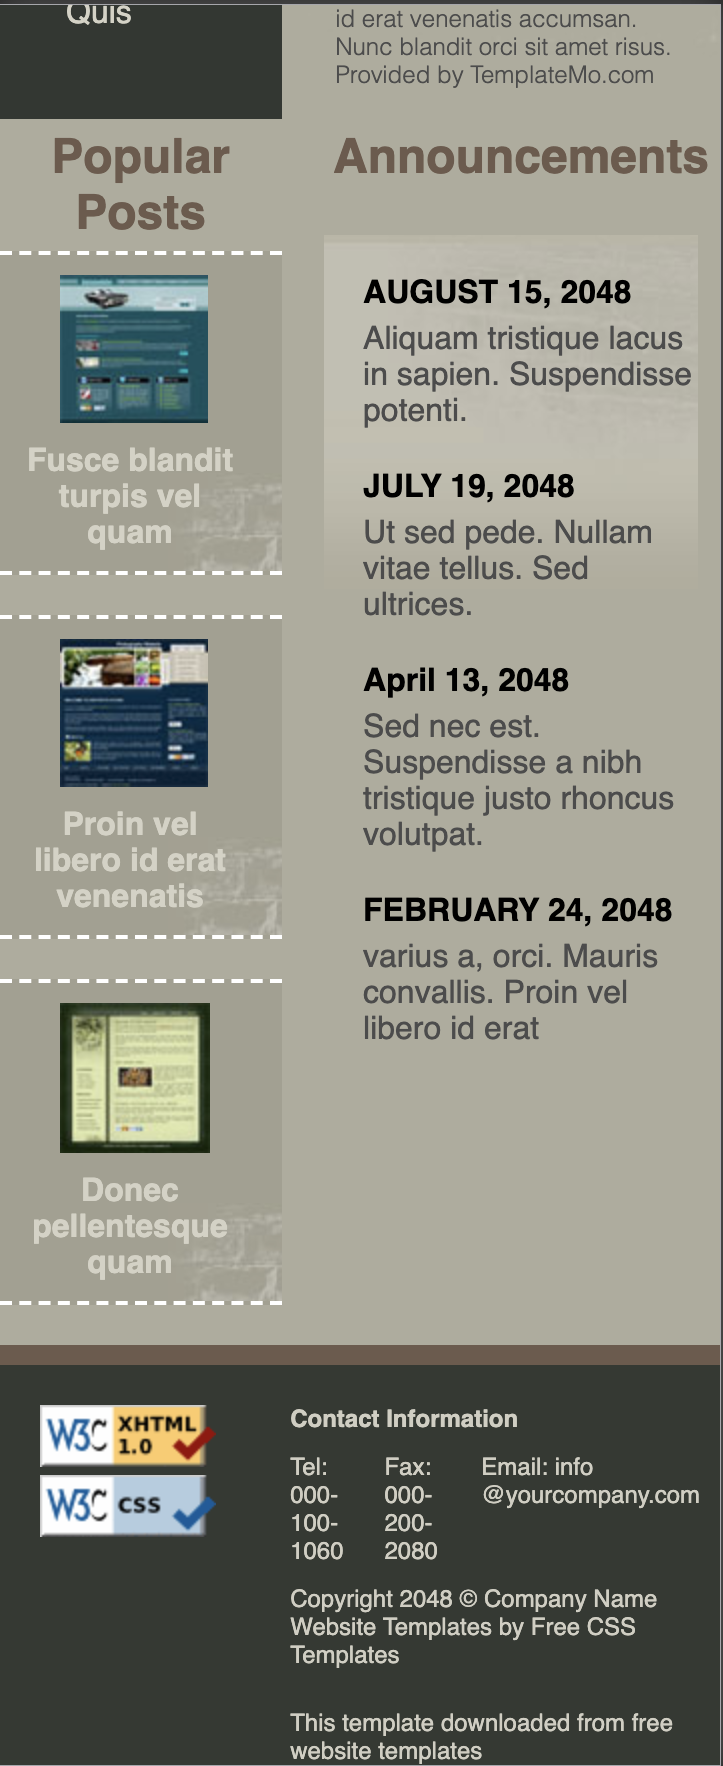 Quis
id erat venenatis accumsan.
Nunc blandit orci sit amet risus.
Provided by TemplateMo.com
Popular
Posts
Fusce blandit
turpis vel
quam
Proin vel
libero id erat
venenatis
Donec
pellentesque
quam
Announcements
AUGUST 15, 2048
Aliquam tristique lacus
in sapien. Suspendisse
potenti.
JULY 19, 2048
Ut sed pede. Nullam
vitae tellus. Sed
ultrices.
April 13, 2048
Sed nec est.
Suspendisse a nibh
tristique justo rhoncus
volutpat.
FEBRUARY 24, 2048
varius a, orci. Mauris
convallis. Proin vel
libero id erat
W3C XHTML
1.0
W3C CSS
Contact Information
Tel:
000-
100-
1060
Fax:
000-
200-
2080
Email: info
@yourcompany.com
Copyright 2048 © Company Name
Website Templates by Free CSS
Templates
This template downloaded from free
website templates